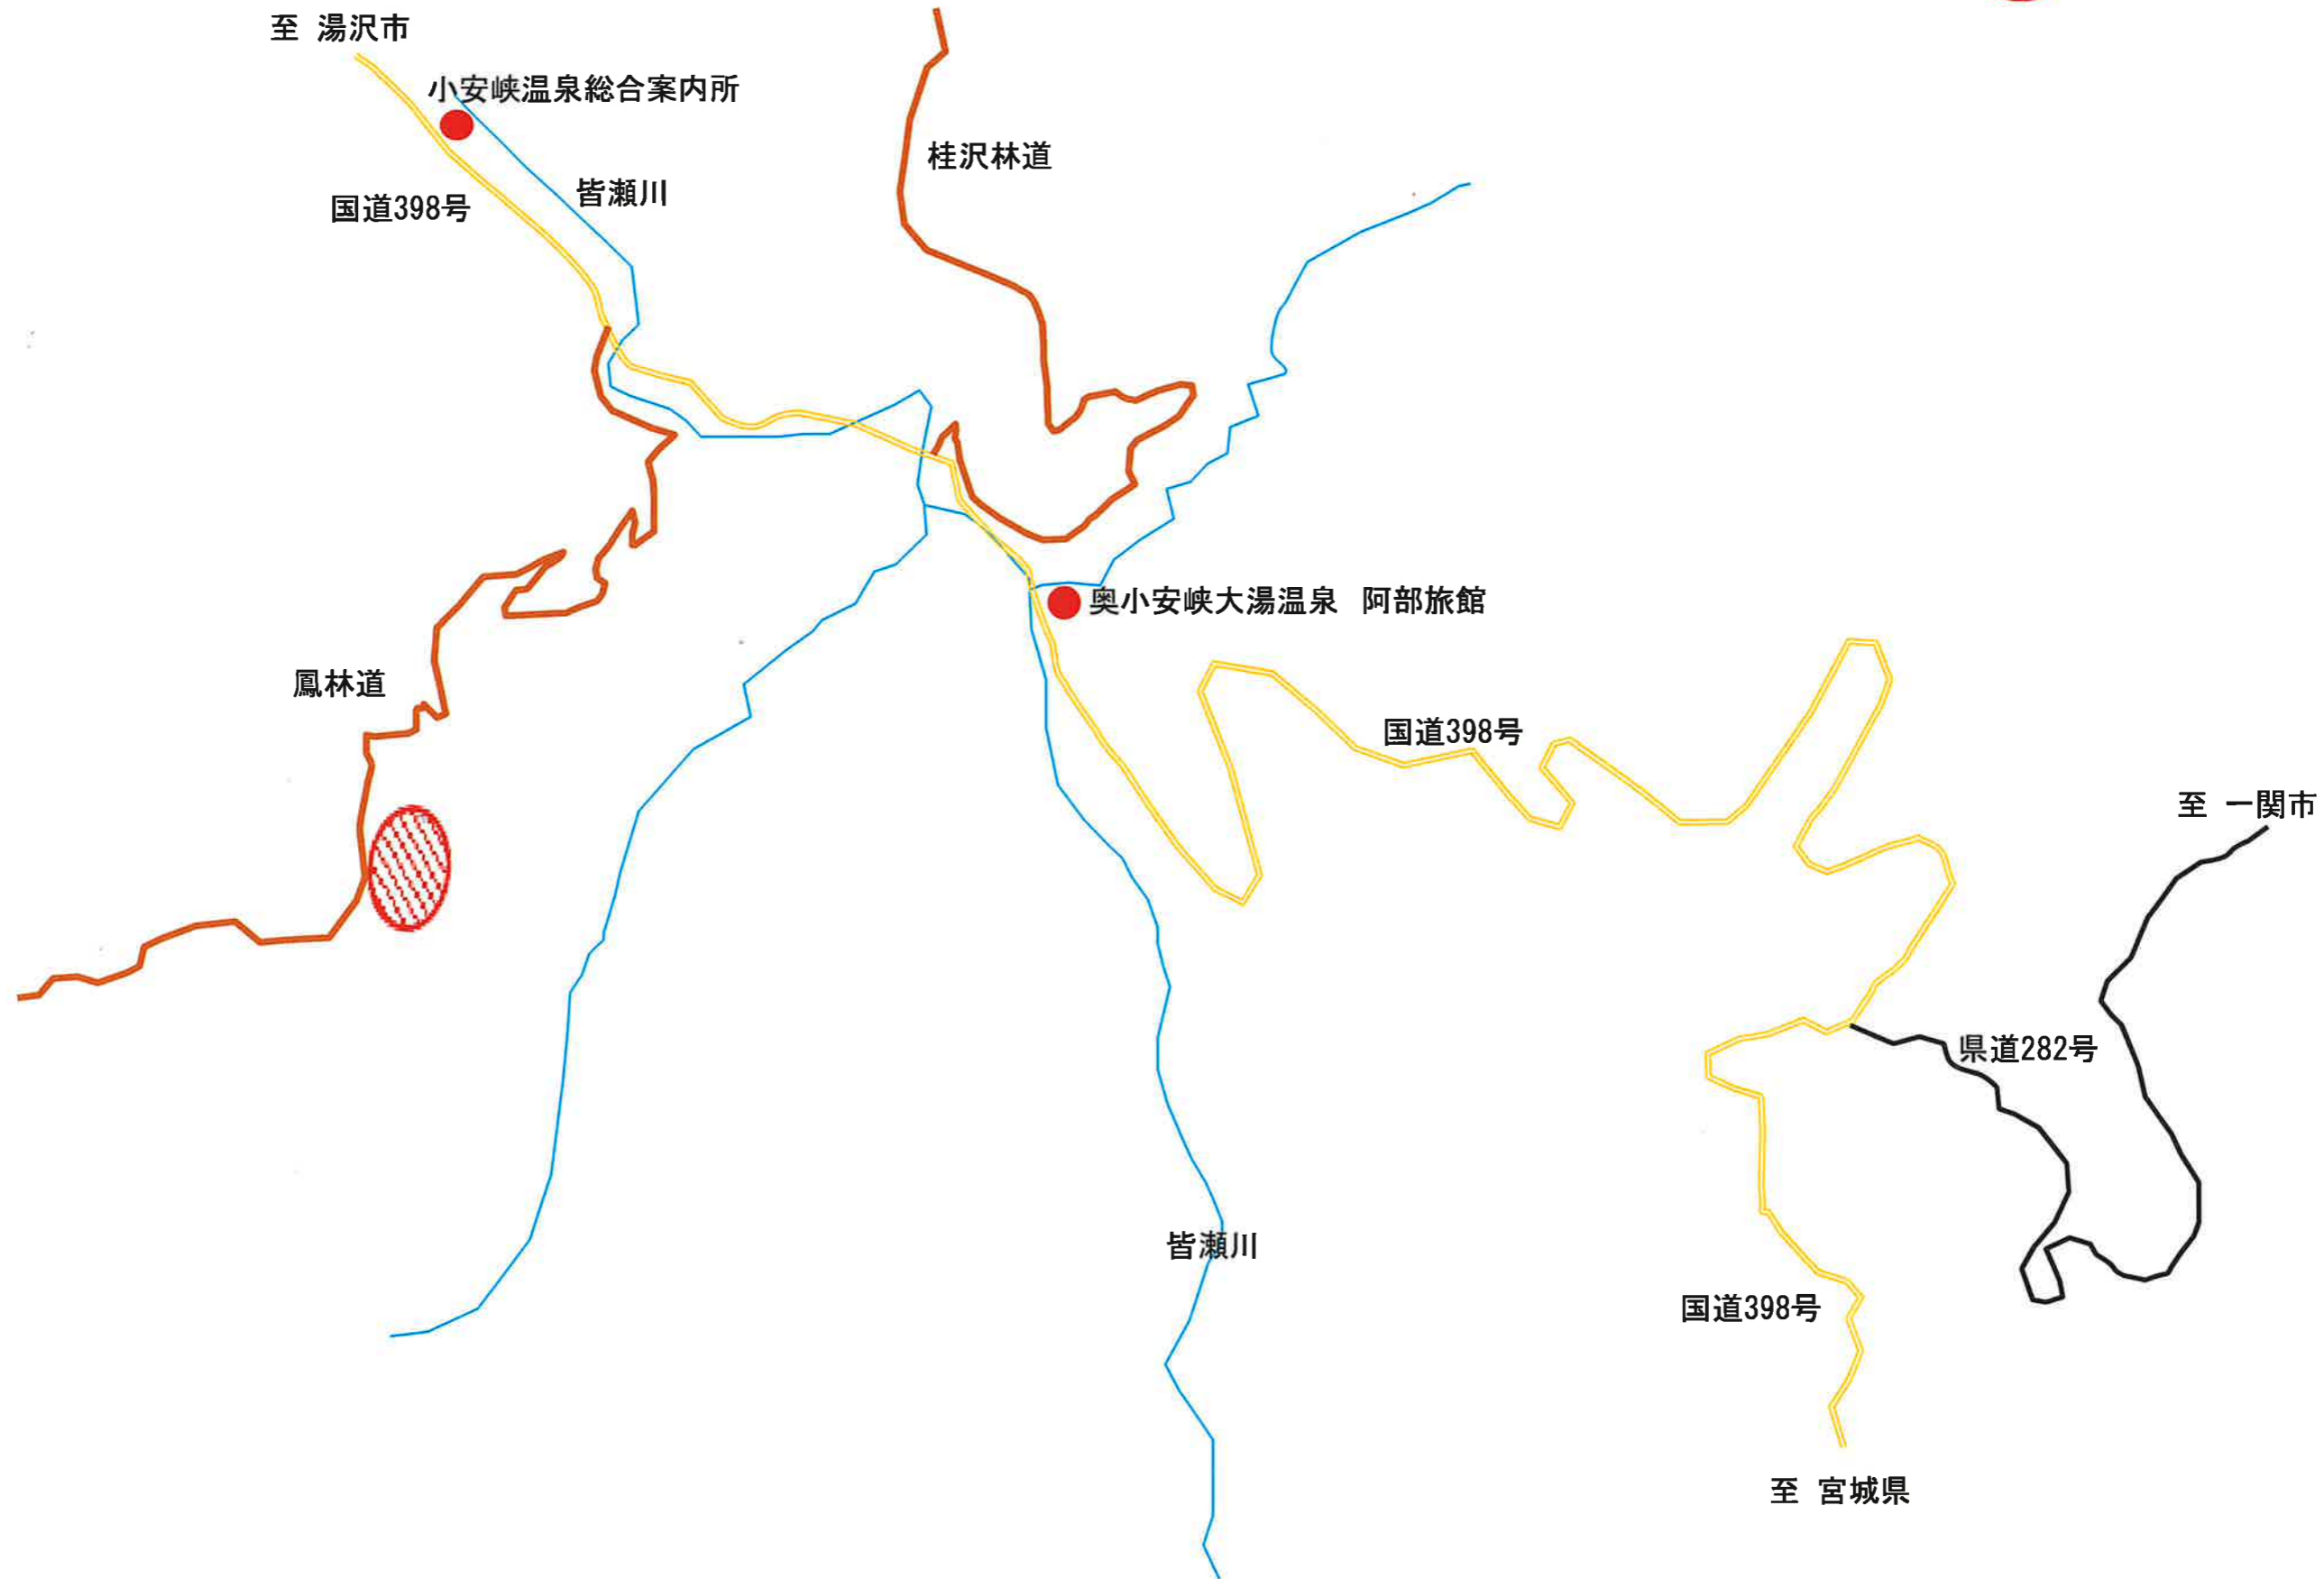 至 湯沢市
小安峡温泉総合案内所
桂沢林道
皆瀬川
国道398号
奥小安峡大湯温泉　阿部旅館
鳳林道
国道398号
至 一関市
県道282号
皆瀬川
国道398号
至 宮城県